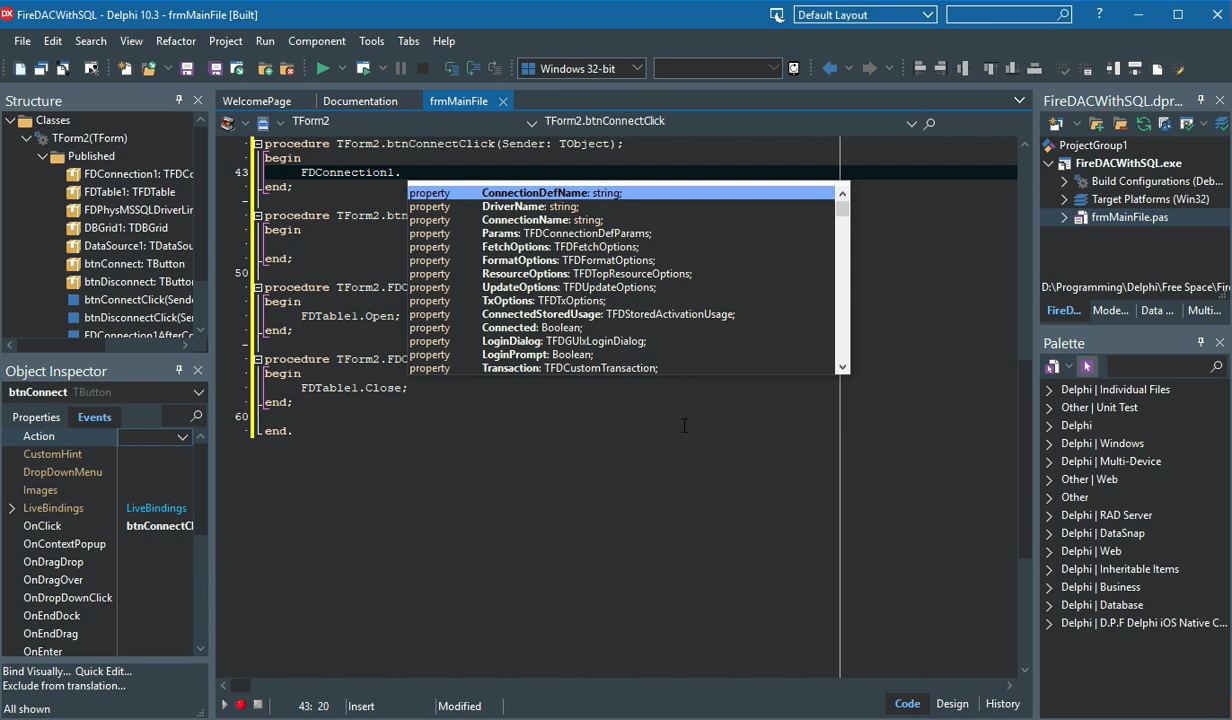 FireDACWithSQL - Delphi 10.3 - frmMainFile [Built]
Default Layout
File Edit Search View Refactor Project Run Component Tools Tabs Help
Windows 32-bit
Structure
Classes
TForm2(TForm)
Published
FDConnection1: TFDCo
FDTable1: TFDTable
FDPhysMSSQLDriverLin
DBGrid1: TDBGrid
DataSource1: TDataSou
btnConnect: TButton
btnDisconnect: TButto
btnConnectClick(Sende
btnDisconnectClick(Sen
FDConnection1AfterCo
Object Inspector
btnConnect TButton
Properties Events
Action
CustomHint
DropDownMenu
Images
LiveBindings LiveBindings
OnClick btnConnectCl
OnContextPopup
OnDragDrop
OnDragOver
OnDropDownClick
OnEndDock
OnEndDrag
OnEnter
Bind Visually... Quick Edit...
Exclude from translation...
All shown
WelcomePage Documentation frmMainFile
TForm2 TForm2.btnConnectClick
procedure TForm2.btnConnectClick(Sender: TObject);
begin
43 FDConnection1.
end;
procedure TForm2.btn
begin
end;
50
procedure TForm2.FDC
begin
FDTable1.Open;
end;
procedure TForm2.FDC
begin
FDTable1.Close;
end;
60
end.
property ConnectionDefName: string;
property DriverName: string;
property ConnectionName: string;
property Params: TFDConnectionDefParams;
property FetchOptions: TFDFetchOptions;
property FormatOptions: TFDFormatOptions;
property ResourceOptions: TFDTopResourceOptions;
property UpdateOptions: TFDUpdateOptions;
property TxOptions: TFDTxOptions;
property ConnectedStoredUsage: TFDStoredActivationUsage;
property Connected: Boolean;
property LoginDialog: TFDGUIxLoginDialog;
property LoginPrompt: Boolean;
property Transaction: TFDCustomTransaction;
43: 20 Insert Modified
Code Design History
FireDACWithSQL.dpr...
ProjectGroup1
FireDACWithSQL.exe
Build Configurations (Deb...
Target Platforms (Win32)
frmMainFile.pas
D:\Programming\Delphi\Free Space\Fir
FireD... Mode... Data ... Multi...
Palette
Delphi | Individual Files
Other | Unit Test
Delphi
Delphi | Windows
Delphi | Multi-Device
Other | Web
Other
Delphi | RAD Server
Delphi | DataSnap
Delphi | Web
Delphi | Inheritable Items
Delphi | Business
Delphi | Database
Delphi | D.P.F Delphi iOS Native C...